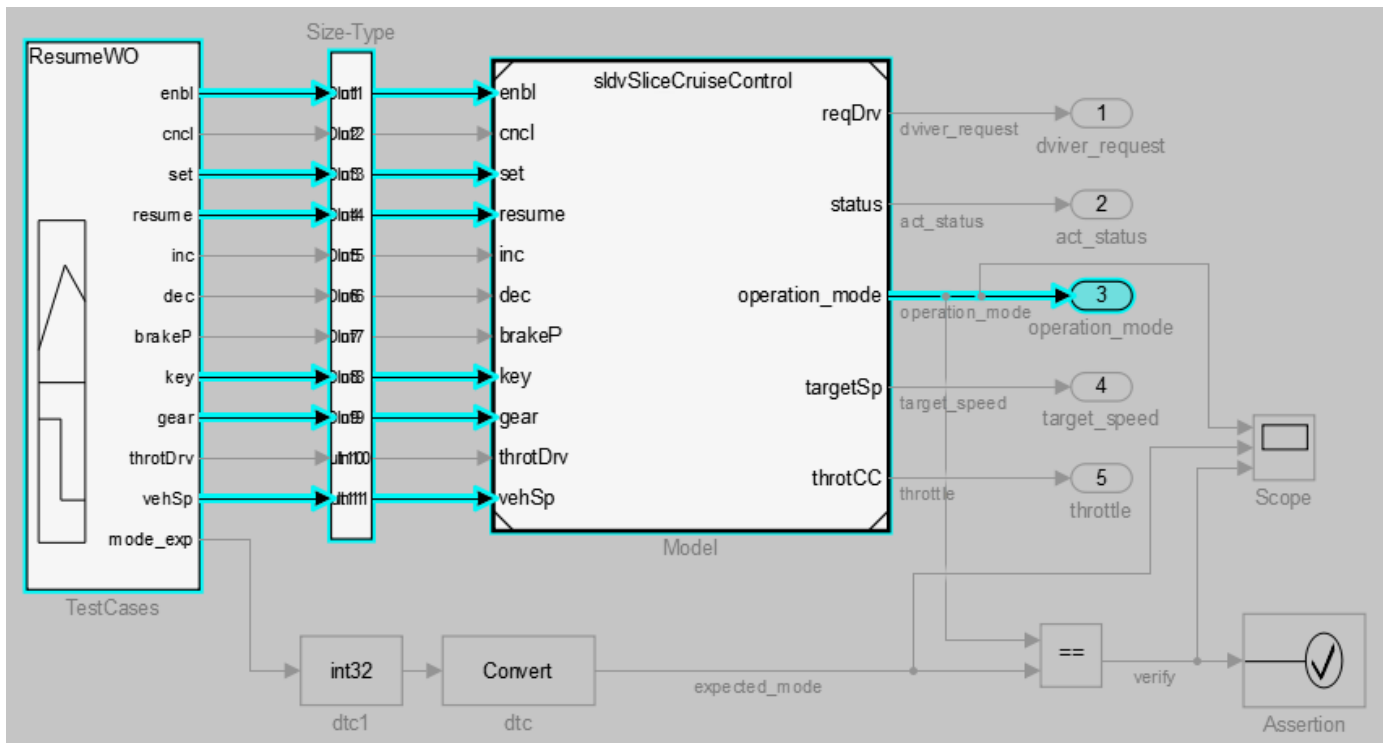 Size-Type
ResumeWO
enbl
cncl
set
resume
inc
dec
brakeP
key
gear
throtDrv
vehSp
mode_exp
TestCases
sldvSliceCruiseControl
enbl
cncl
set
resume
inc
dec
brakeP
key
gear
throtDrv
vehSp
reqDrv
status
operation_mode
targetSp
throtCC
Model
dviver_request
1
dviver_request
act_status
2
act_status
operation_mode
3
operation_mode
target_speed
4
target_speed
throttle
5
throttle
Scope
int32
dtc1
Convert
dtc
expected_mode
==
verify
Assertion